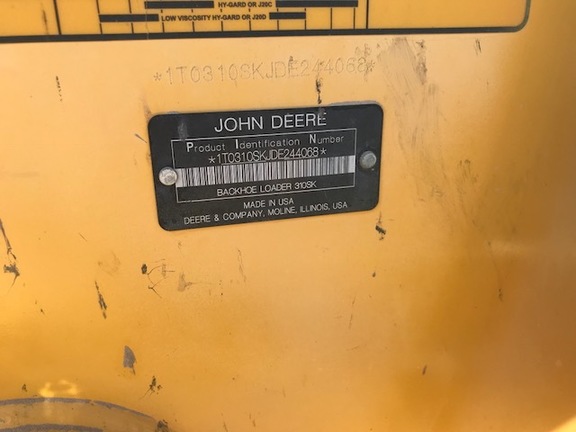 HY-GARD OR J20C
LOW VISCOSITY HY-GARD OR J20D
*1T0310SKJDE244068*
JOHN DEERE
Product Identification Number
*1T0310SKJDE244068*
BACKHOE LOADER 310SK
MADE IN USA
DEERE & COMPANY, MOLINE, ILLINOIS, USA